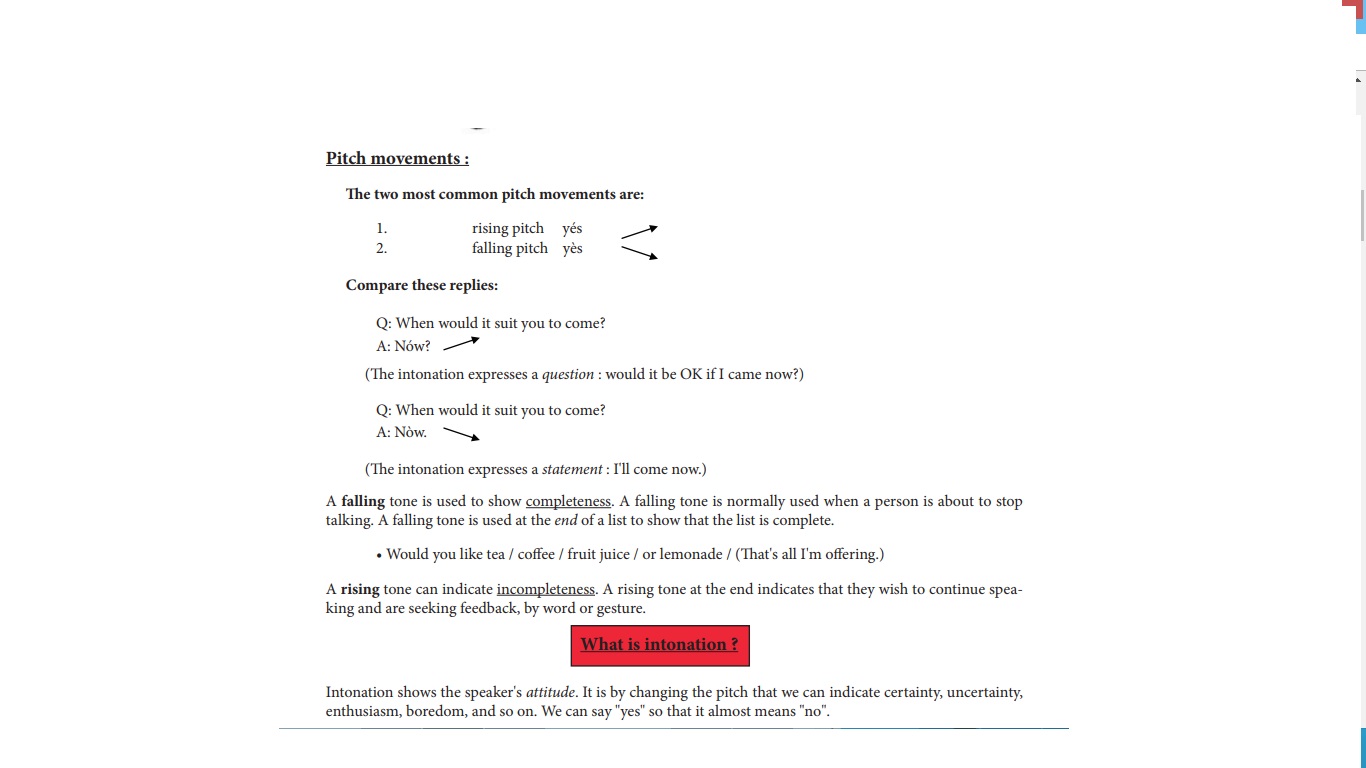 Pitch movements :
The two most common pitch movements are:
1. rising pitch yés
2. falling pitch yès
Compare these replies:
Q: When would it suit you to come?
A: Nów?
(The intonation expresses a question : would it be OK if I came now?)
Q: When would it suit you to come?
A: Nòw.
(The intonation expresses a statement : I'll come now.)
A falling tone is used to show completeness. A falling tone is normally used when a person is about to stop
talking. A falling tone is used at the end of a list to show that the list is complete.
• Would you like tea / coffee / fruit juice / or lemonade / (That's all I'm offering.)
A rising tone can indicate incompleteness. A rising tone at the end indicates that they wish to continue spea-
king and are seeking feedback, by word or gesture.
What is intonation ?
Intonation shows the speaker's attitude. It is by changing the pitch that we can indicate certainty, uncertainty,
enthusiasm, boredom, and so on. We can say "yes" so that it almost means "no".